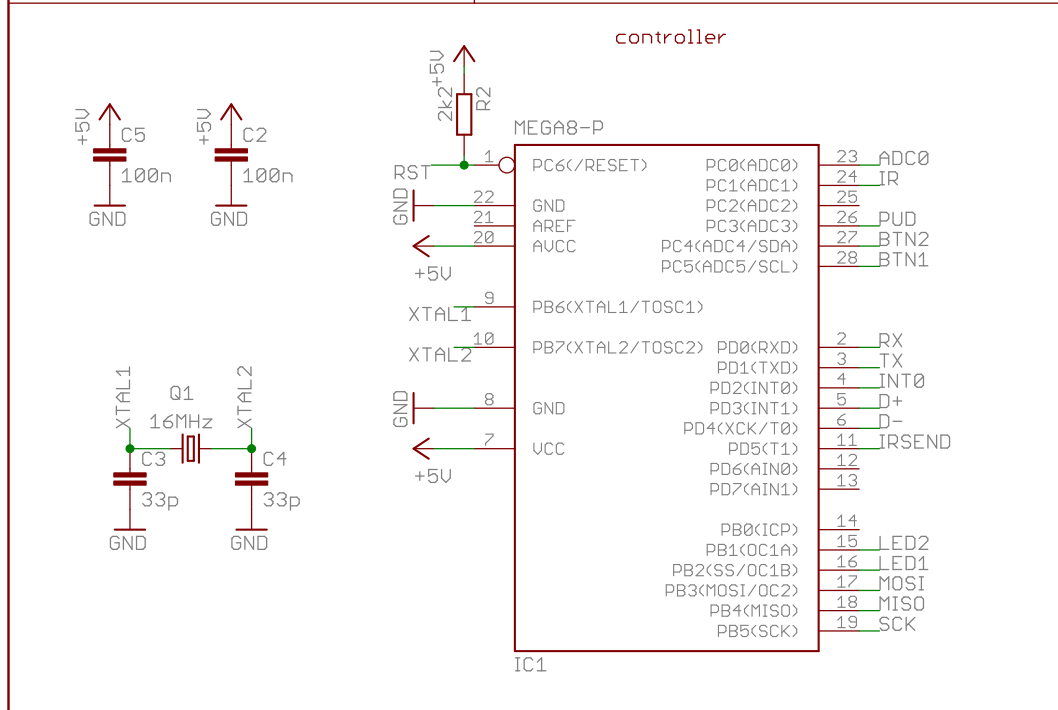 controller
+5V
C5
100n
GND
+5V
C2
100n
GND
+5V
2k2
R2
RST
MEGA8-P
1 PC6(/RESET)
GND
22 GND
21 AREF
20 AVCC
+5V
XTAL1
9 PB6(XTAL1/TOSC1)
XTAL2
10 PB7(XTAL2/TOSC2)
GND
8 GND
7 VCC
+5V
PC0(ADC0) 23 ADC0
PC1(ADC1) 24 IR
PC2(ADC2) 25
PC3(ADC3) 26 PUD
PC4(ADC4/SDA) 27 BTN2
PC5(ADC5/SCL) 28 BTN1
PD0(RXD) 2 RX
PD1(TXD) 3 TX
PD2(INT0) 4 INT0
PD3(INT1) 5 D+
PD4(XCK/T0) 6 D-
PD5(T1) 11 IRSEND
PD6(AIN0) 12
PD7(AIN1) 13
PB0(ICP) 14
PB1(OC1A) 15 LED2
PB2(SS/OC1B) 16 LED1
PB3(MOSI/OC2) 17 MOSI
PB4(MISO) 18 MISO
PB5(SCK) 19 SCK
IC1
XTAL1
Q1
16MHz
XTAL2
C3
33p
GND
C4
33p
GND